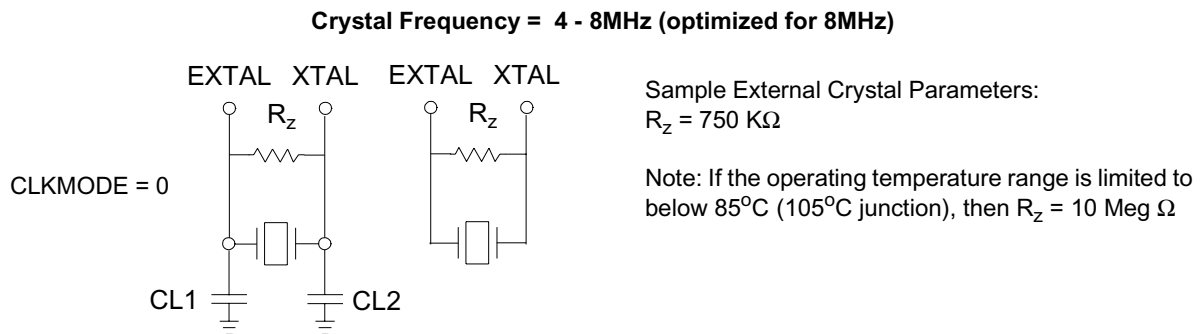 Crystal Frequency = 4 - 8MHz (optimized for 8MHz)
EXTAL XTAL EXTAL XTAL
Rz Rz
Sample External Crystal Parameters:
Rz = 750 KΩ
CLKMODE = 0
Note: If the operating temperature range is limited to
below 85oC (105oC junction), then Rz = 10 Meg Ω
CL1 CL2